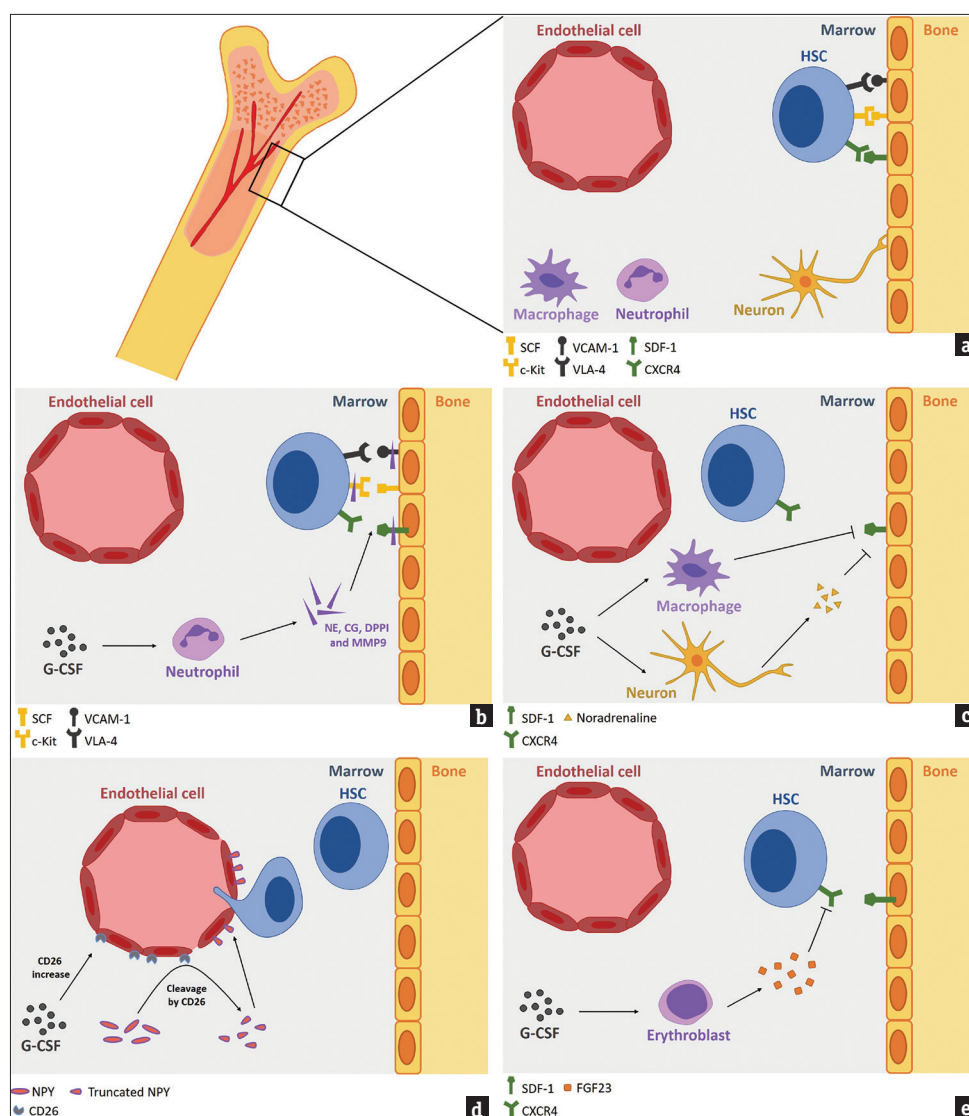 Endothelial cell
Marrow
Bone
HSC
Macrophage
Neutrophil
Neuron
SCF
VCAM-1
SDF-1
c-Kit
VLA-4
CXCR4
a
Endothelial cell
Marrow
Bone
NE, CG, DPPI
and MMP9
G-CSF
Neutrophil
SCF
VCAM-1
c-Kit
VLA-4
b
Endothelial cell
Marrow
Bone
HSC
Macrophage
G-CSF
Neuron
SDF-1
Noradrenaline
CXCR4
c
Endothelial cell
Marrow
Bone
HSC
CD26
increase
Cleavage
by CD26
G-CSF
NPY
Truncated NPY
CD26
d
Endothelial cell
Marrow
Bone
HSC
G-CSF
Erythroblast
SDF-1
FGF23
CXCR4
e